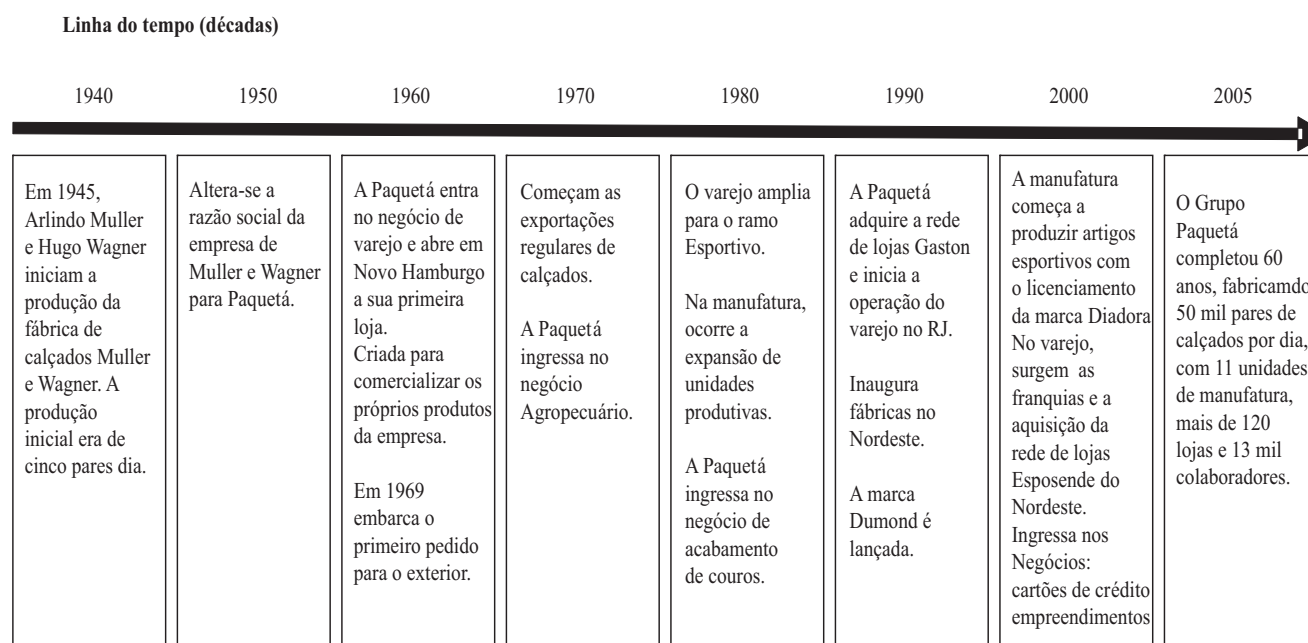 Linha do tempo (décadas)
1940
1950
1960
1970
1980
1990
2000
2005
Em 1945,
Arlindo Muller
e Hugo Wagner
iniciam a
produção da
fábrica de
calçados Muller
e Wagner. A
produção
inicial era de
cinco pares dia.
Altera-se a
razão social da
empresa de
Muller e Wagner
para Paquetá.
A Paquetá entra
no negócio de
varejo e abre em
Novo Hamburgo
a sua primeira
loja.
Criada para
comercializar os
próprios produtos
da empresa.
Em 1969
embarca o
primeiro pedido
para o exterior.
Começam as
exportações
regulares de
calçados.
A Paquetá
ingressa no
negócio
Agropecuário.
O varejo amplia
para o ramo
Esportivo.
Na manufatura,
ocorre a
expansão de
unidades
produtivas.
A Paquetá
ingressa no
negócio de
acabamento
de couros.
A Paquetá
adquire a rede
de lojas Gaston
e inicia a
operação do
varejo no RJ.
Inaugura
fábricas no
Nordeste.
A marca
Dumond é
lançada.
A manufatura
começa a
produzir artigos
esportivos com
o licenciamento
da marca Diadora
No varejo,
surgem as
franquias e a
aquisição da
rede de lojas
Esposende do
Nordeste.
Ingressa nos
Negócios:
cartões de crédito
empreendimentos
O Grupo
Paquetá
completou 60
anos, fabricamdo
50 mil pares de
calçados por dia,
com 11 unidades
de manufatura,
mais de 120
lojas e 13 mil
colaboradores.